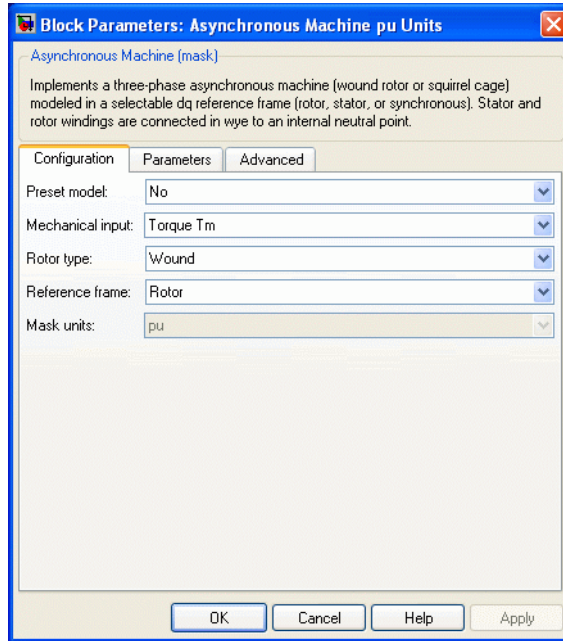 Block Parameters: Asynchronous Machine pu Units
Asynchronous Machine (mask)
Implements a three-phase asynchronous machine (wound rotor or squirrel cage)
modeled in a selectable dq reference frame (rotor, stator, or synchronous). Stator and
rotor windings are connected in wye to an internal neutral point.
Configuration Parameters Advanced
Preset model: No
Mechanical input: Torque Tm
Rotor type: Wound
Reference frame: Rotor
Mask units: pu
OK Cancel Help Apply